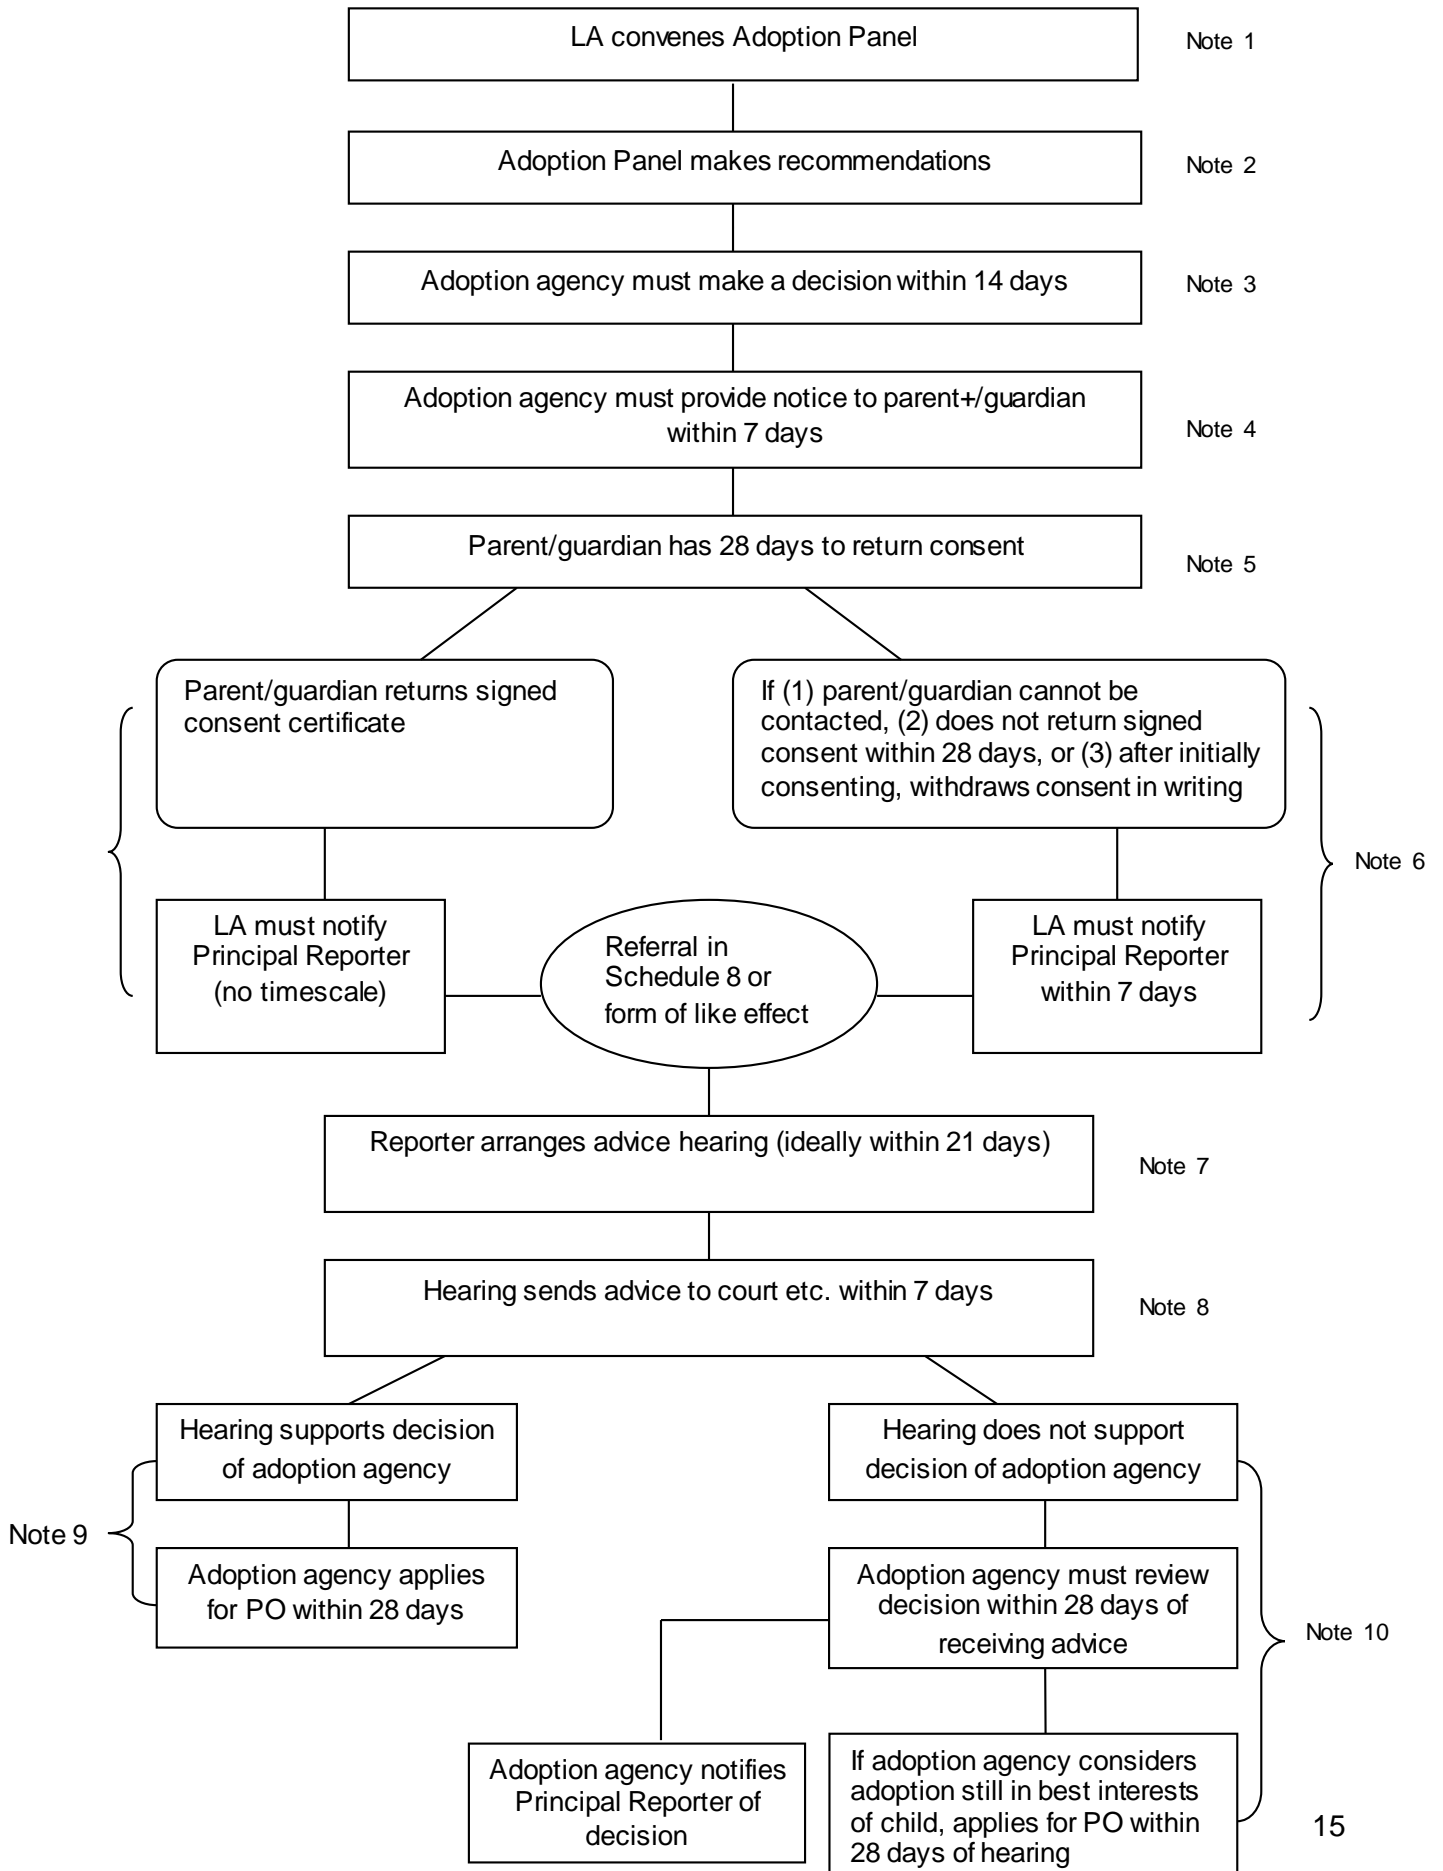 LA convenes Adoption Panel
Note 1
Adoption Panel makes recommendations
Note 2
Adoption agency must make a decision within 14 days
Note 3
Adoption agency must provide notice to parent+/guardian
within 7 days
Note 4
Parent/guardian has 28 days to return consent
Note 5
Parent/guardian returns signed
consent certificate
If (1) parent/guardian cannot be
contacted, (2) does not return signed
consent within 28 days, or (3) after initially
consenting, withdraws consent in writing
Note 6
LA must notify
Principal Reporter
(no timescale)
Referral in
Schedule 8 or
form of like effect
LA must notify
Principal Reporter
within 7 days
Reporter arranges advice hearing (ideally within 21 days)
Note 7
Hearing sends advice to court etc. within 7 days
Note 8
Hearing supports decision
of adoption agency
Hearing does not support
decision of adoption agency
Note 9
Adoption agency applies
for PO within 28 days
Adoption agency must review
decision within 28 days of
receiving advice
Note 10
Adoption agency notifies
Principal Reporter of
decision
If adoption agency considers
adoption still in best interests
of child, applies for PO within
28 days of hearing
15